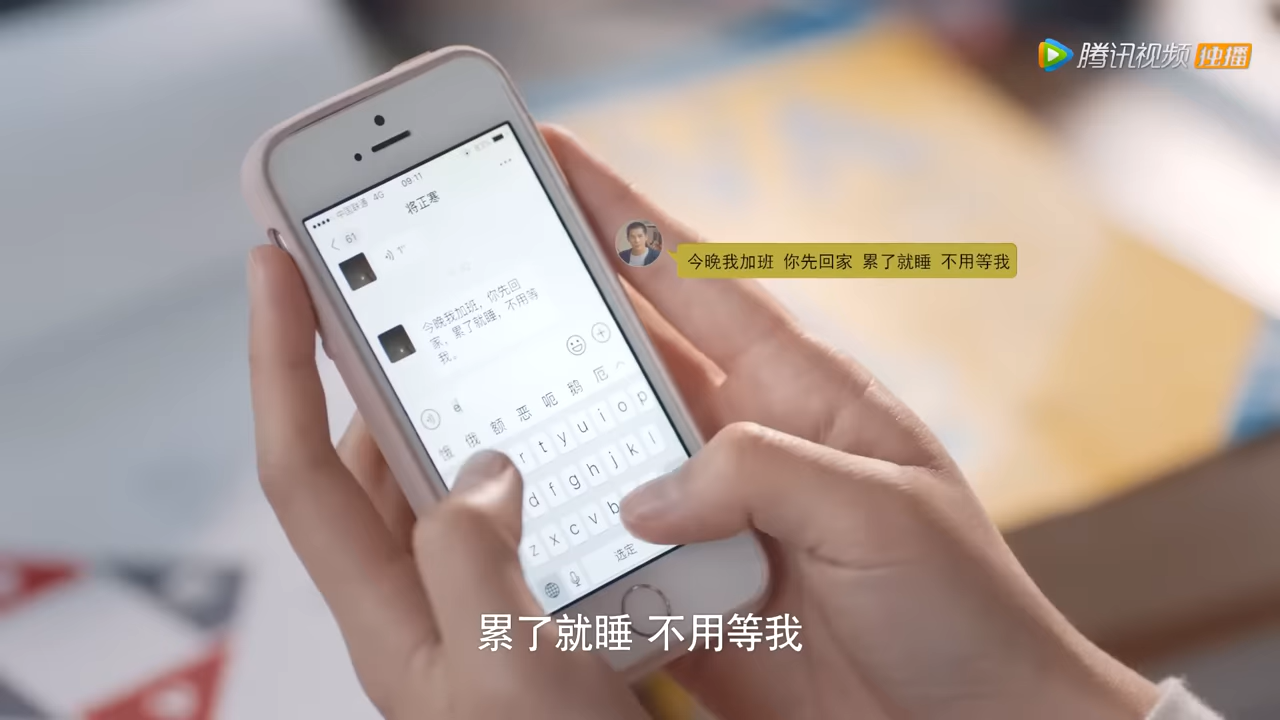 腾讯视频 独播
中国联通 4G
09:11
61
将正寒
1"
今晚我加班,你先回
家,累了就睡,不用等
我。
今晚我加班 你先回家 累了就睡 不用等我
e
饿 俄 额 恶 呃 鹅 厄
r t y u i o p
d f g h j k l
z x c v b
选定
累了就睡 不用等我